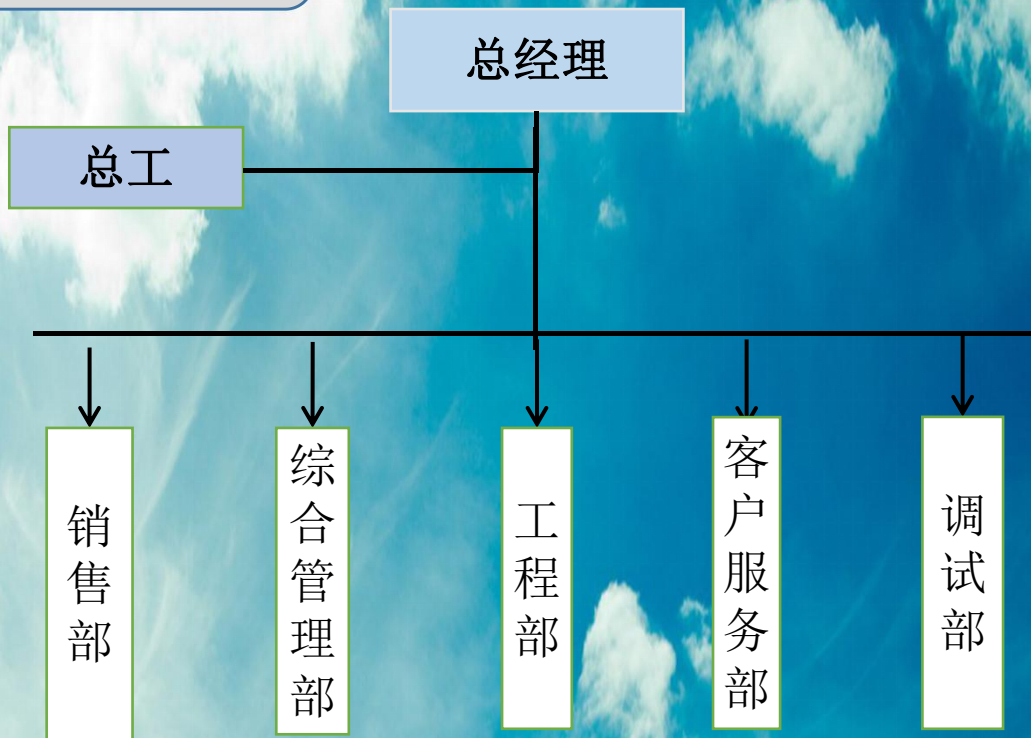 总经理
总工
销售部
综合管理部
工程部
客户服务部
调试部